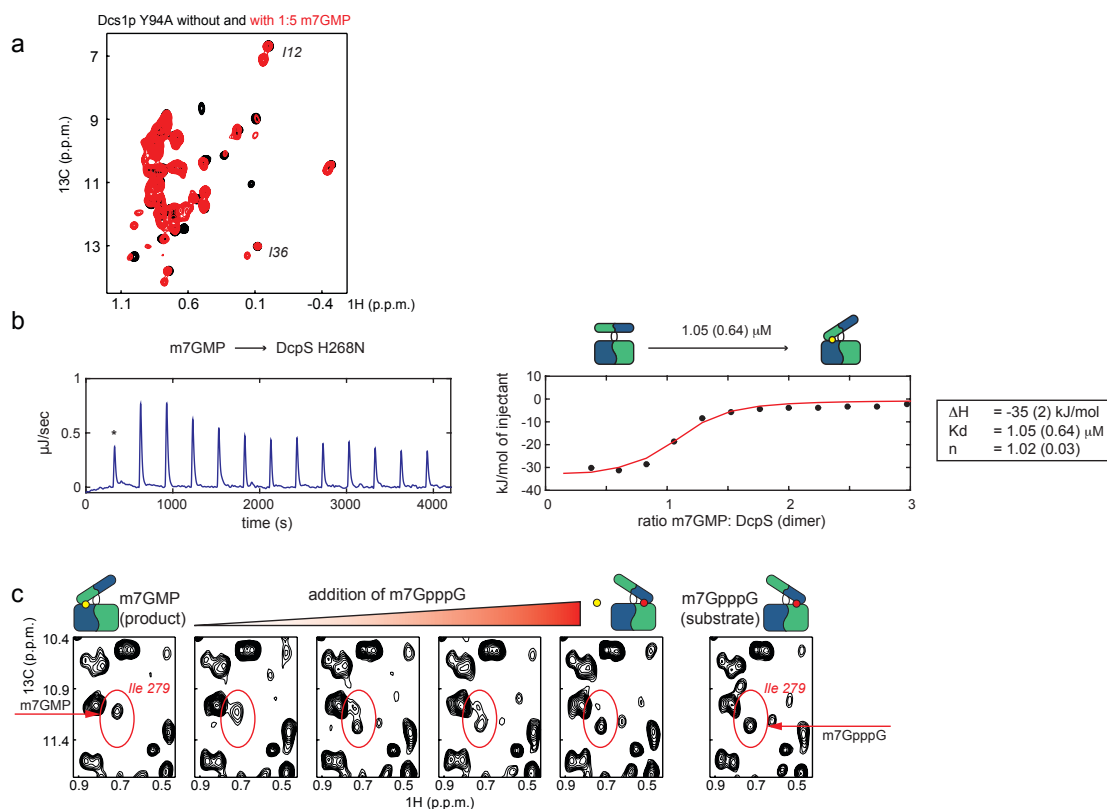 Dcs1p Y94A without and with 1:5 m7GMP
a
I12
I36
7
9
11
13
13C (p.p.m.)
1.1 0.6 0.1 -0.4
1H (p.p.m.)
b
m7GMP → DcpS H268N
1
0.5
0
µJ/sec
*
0 1000 2000 3000 4000
time (s)
1.05 (0.64) µM
10
0
-10
-20
-30
-40
kJ/mol of injectant
0 1 2 3
ratio m7GMP: DcpS (dimer)
ΔH = -35 (2) kJ/mol
Kd = 1.05 (0.64) µM
n = 1.02 (0.03)
c
m7GMP
(product)
addition of m7GpppG
m7GpppG
(substrate)
10.4
10.9
11.4
13C (p.p.m.)
m7GMP
Ile 279
Ile 279
m7GpppG
0.9 0.7 0.5 0.9 0.7 0.5 0.9 0.7 0.5 0.9 0.7 0.5 0.9 0.7 0.5 0.9 0.7 0.5
1H (p.p.m.)